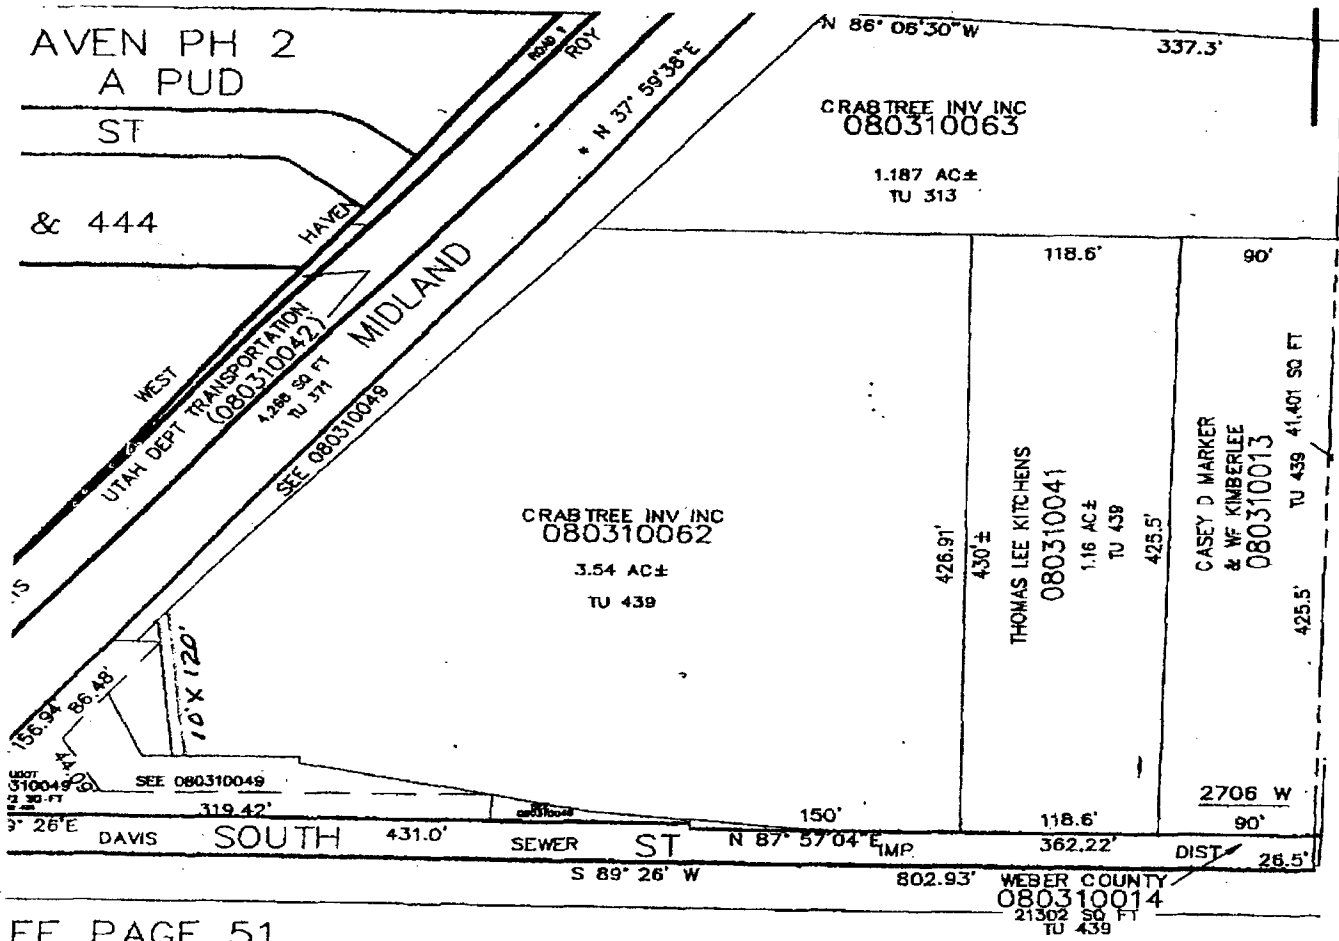 AVEN PH 2
A PUD
ST
& 444
ROAD
ROY
* N 37° 59'38"E
N 86° 06'30"W
337.3'
CRABTREE INV INC
080310063
1.187 AC±
TU 313
HAVEN
MIDLAND
WEST
UTAH DEPT TRANSPORTATION
(080310042)
4,268 SQ FT
TU 371
SEE 080310049
118.6'
90'
CRABTREE INV INC
080310062
3.54 AC±
TU 439
426.91'
430'±
THOMAS LEE KITCHENS
080310041
1.16 AC±
TU 439
425.5'
CASEY D MARKER
& WF KIMBERLEE
080310013
TU 439 41,401 SQ FT
425.5'
IS
10' X 120'
156.94'
86.48'
310049
SEE 080310049
319.42'
150'
118.6'
2706 W
90'
9° 26'E
DAVIS
SOUTH
431.0'
SEWER
ST
N 87° 57'04"E
IMP.
362.22'
DIST
26.5'
S 89° 26' W
802.93'
WEBER COUNTY
080310014
21302 SQ FT
TU 439
EE PAGE 51